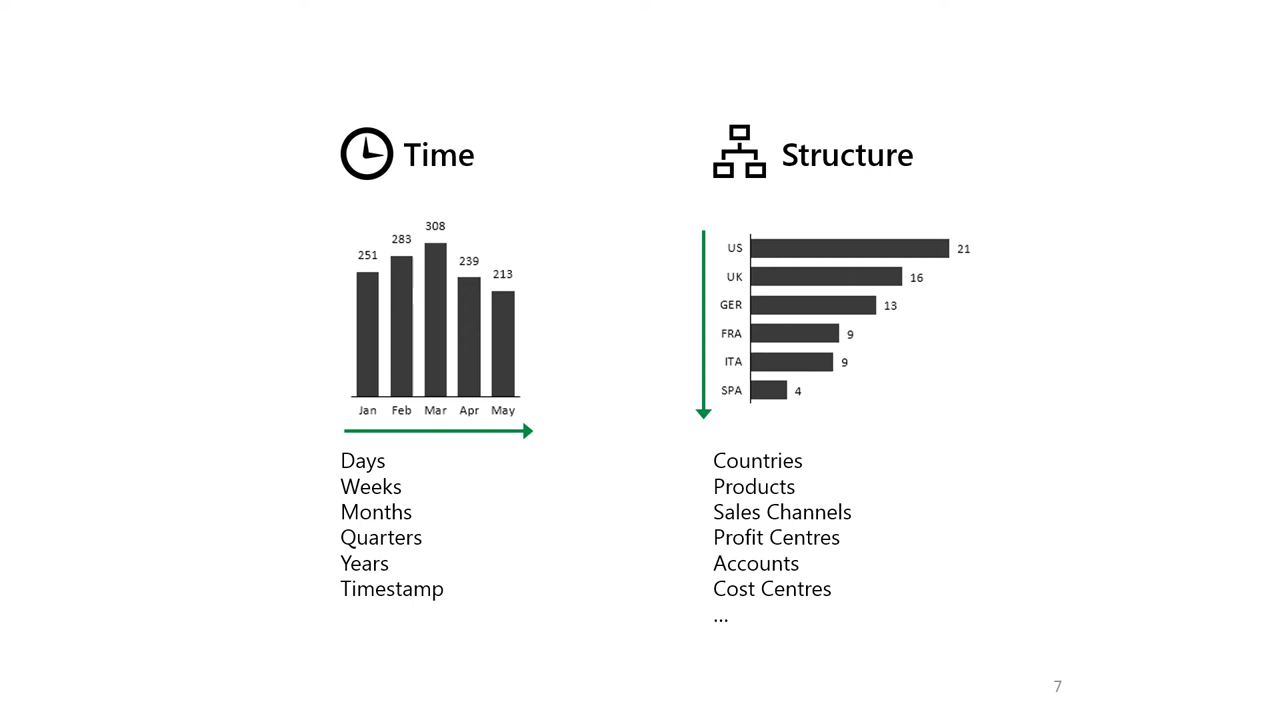 Time
308
283
251
239
213
Jan Feb Mar Apr May
Days
Weeks
Months
Quarters
Years
Timestamp
Structure
US 21
UK 16
GER 13
FRA 9
ITA 9
SPA 4
Countries
Products
Sales Channels
Profit Centres
Accounts
Cost Centres
...
7